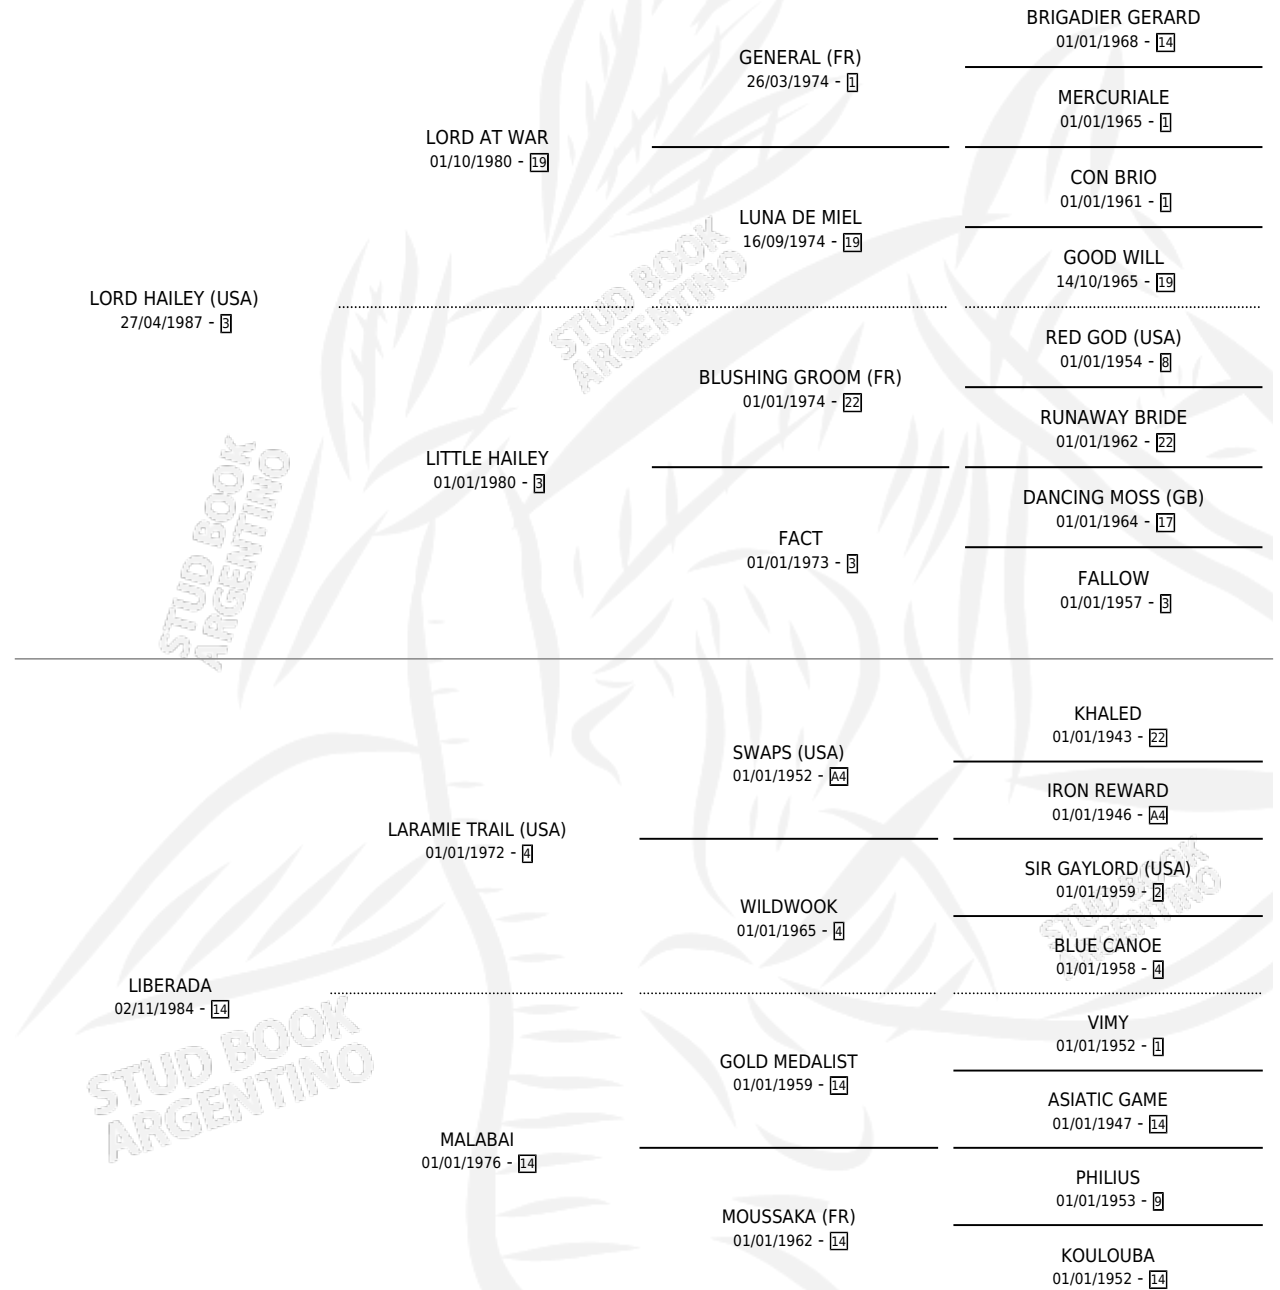 BRIGADIER GERARD
01/01/1968 - 14
GENERAL (FR)
26/03/1974 - 1
MERCURIALE
01/01/1965 - 1
LORD AT WAR
01/10/1980 - 19
CON BRIO
01/01/1961 - 1
LUNA DE MIEL
16/09/1974 - 19
GOOD WILL
14/10/1965 - 19
LORD HAILEY (USA)
27/04/1987 - 3
RED GOD (USA)
01/01/1954 - 8
BLUSHING GROOM (FR)
01/01/1974 - 22
RUNAWAY BRIDE
01/01/1962 - 22
LITTLE HAILEY
01/01/1980 - 3
DANCING MOSS (GB)
01/01/1964 - 17
FACT
01/01/1973 - 3
FALLOW
01/01/1957 - 3
STUD BOOK
ARGENTINO
STUD BOOK
ARGENTINO
KHALED
01/01/1943 - 22
SWAPS (USA)
01/01/1952 - A4
IRON REWARD
01/01/1946 - A4
LARAMIE TRAIL (USA)
01/01/1972 - 4
SIR GAYLORD (USA)
01/01/1959 - 2
WILDWOOK
01/01/1965 - 4
BLUE CANOE
01/01/1958 - 4
LIBERADA
02/11/1984 - 14
VIMY
01/01/1952 - 1
GOLD MEDALIST
01/01/1959 - 14
ASIATIC GAME
01/01/1947 - 14
MALABAI
01/01/1976 - 14
PHILIUS
01/01/1953 - 9
MOUSSAKA (FR)
01/01/1962 - 14
KOULOUBA
01/01/1952 - 14
STUD BOOK
ARGENTINO
STUD BOOK
ARGENTINO